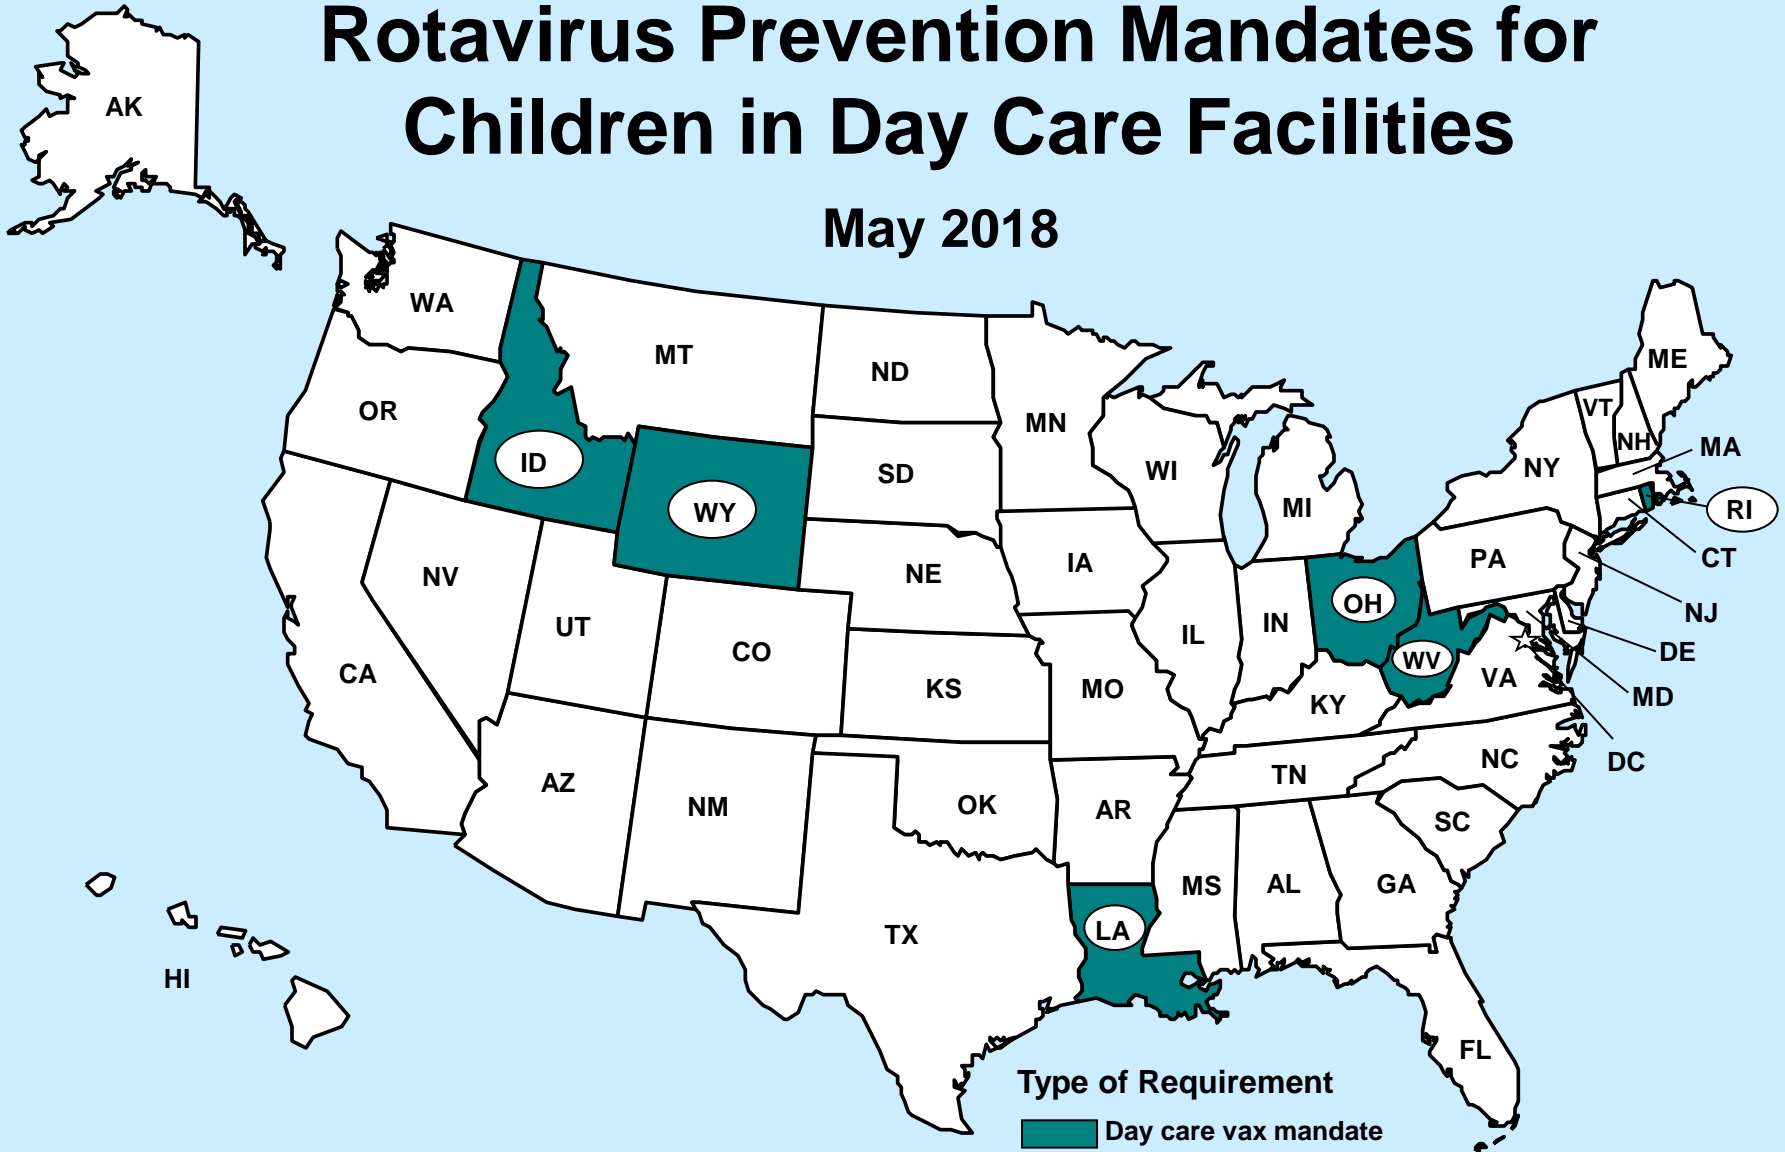 Rotavirus Prevention Mandates for
Children in Day Care Facilities
May 2018
AK
WA
MT
ND
MN
ME
VT
NH
MA
OR
ID
WY
SD
WI
MI
NY
RI
CT
NV
NE
IA
PA
NJ
UT
CO
IL
IN
OH
WV
DE
CA
KS
MO
KY
VA
MD
DC
AZ
NM
OK
AR
TN
NC
SC
TX
LA
MS
AL
GA
HI
FL
Type of Requirement
Day care vax mandate